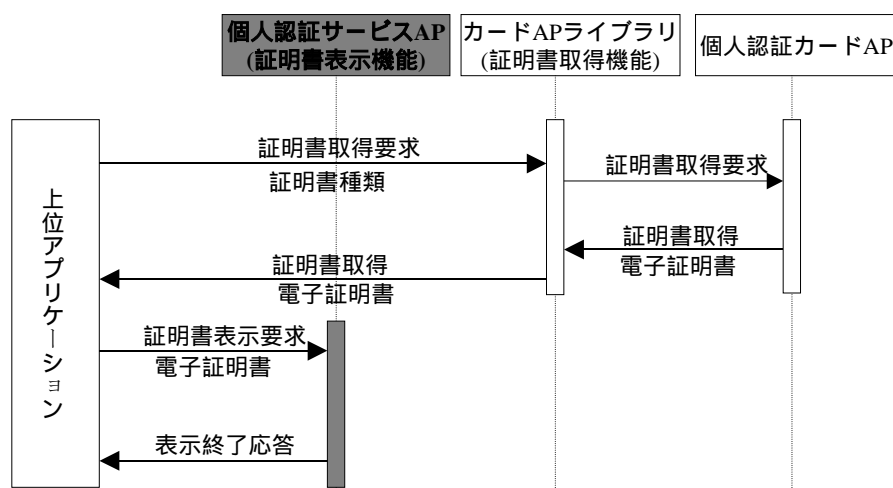 個人認証サービスAP
(証明書表示機能)
カードAPライブラリ
(証明書取得機能)
個人認証カードAP
上位アプリケーション
証明書取得要求
証明書種類
証明書取得要求
証明書取得
電子証明書
証明書取得
電子証明書
証明書表示要求
電子証明書
表示終了応答